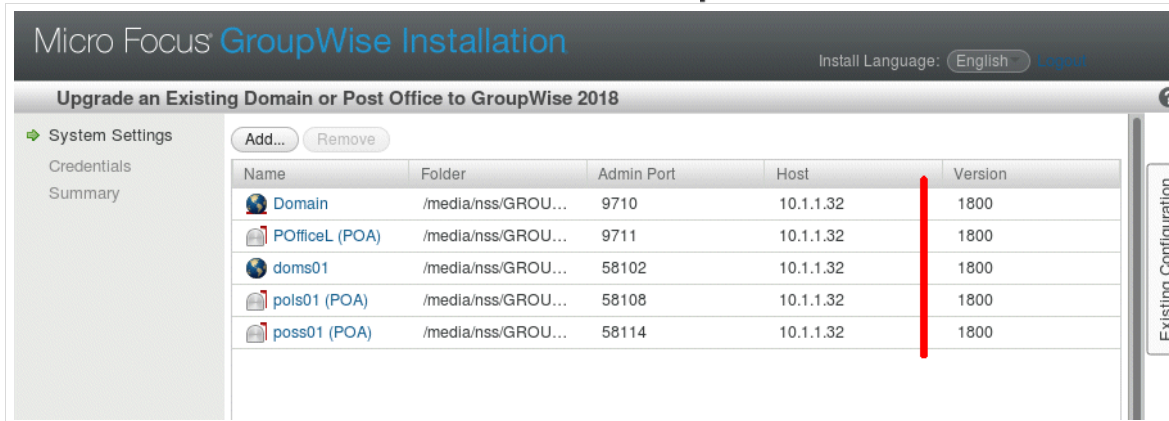 Micro Focus GroupWise Installation
Install Language: English Logout
Upgrade an Existing Domain or Post Office to GroupWise 2018
System Settings
Credentials
Summary
Add... Remove
Name Folder Admin Port Host Version
Domain /media/nss/GROU... 9710 10.1.1.32 1800
POfficeL (POA) /media/nss/GROU... 9711 10.1.1.32 1800
doms01 /media/nss/GROU... 58102 10.1.1.32 1800
pols01 (POA) /media/nss/GROU... 58108 10.1.1.32 1800
poss01 (POA) /media/nss/GROU... 58114 10.1.1.32 1800
Existing Configuration